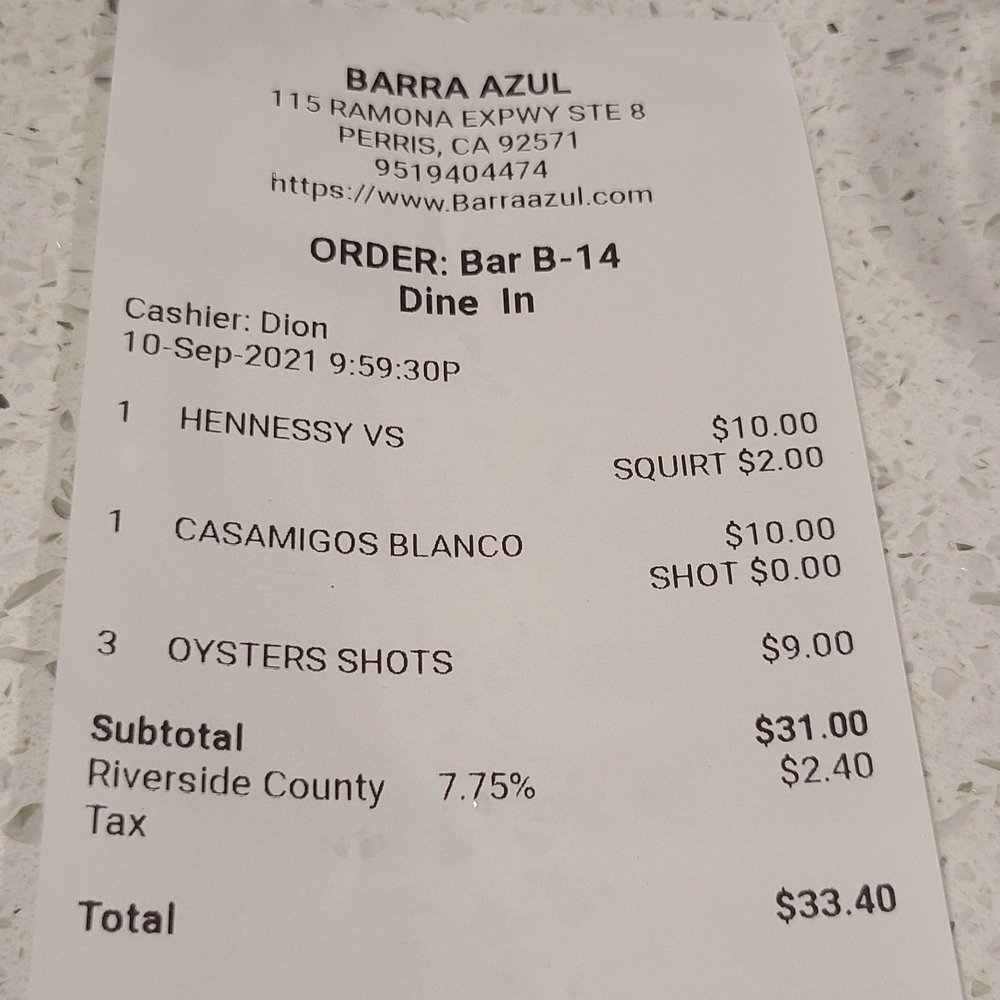 BARRA AZUL
115 RAMONA EXPWY STE 8
PERRIS, CA 92571
9519404474
https://www.Barraazul.com
ORDER: Bar B-14
Dine In
Cashier: Dion
10-Sep-2021 9:59:30P
1 HENNESSY VS $10.00
SQUIRT $2.00
1 CASAMIGOS BLANCO $10.00
SHOT $0.00
3 OYSTERS SHOTS $9.00
Subtotal $31.00
Riverside County 7.75% $2.40
Tax
Total $33.40